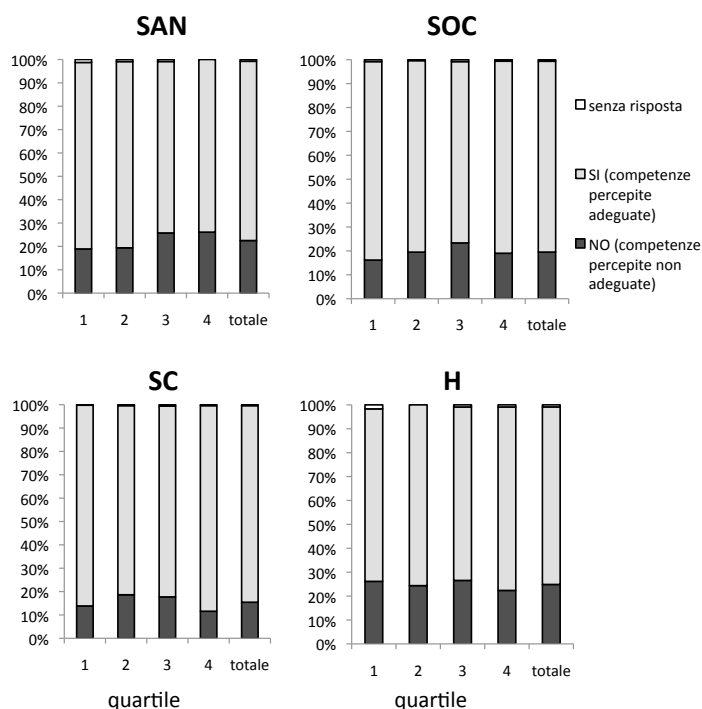 SAN
100%
90%
80%
70%
60%
50%
40%
30%
20%
10%
0%
1 2 3 4 totale
SOC
100%
90%
80%
70%
60%
50%
40%
30%
20%
10%
0%
1 2 3 4 totale
senza risposta
SI (competenze
percepite
adeguate)
NO (competenze
percepite non
adeguate)
SC
100%
90%
80%
70%
60%
50%
40%
30%
20%
10%
0%
1 2 3 4 totale
quartile
H
100%
90%
80%
70%
60%
50%
40%
30%
20%
10%
0%
1 2 3 4 totale
quartile